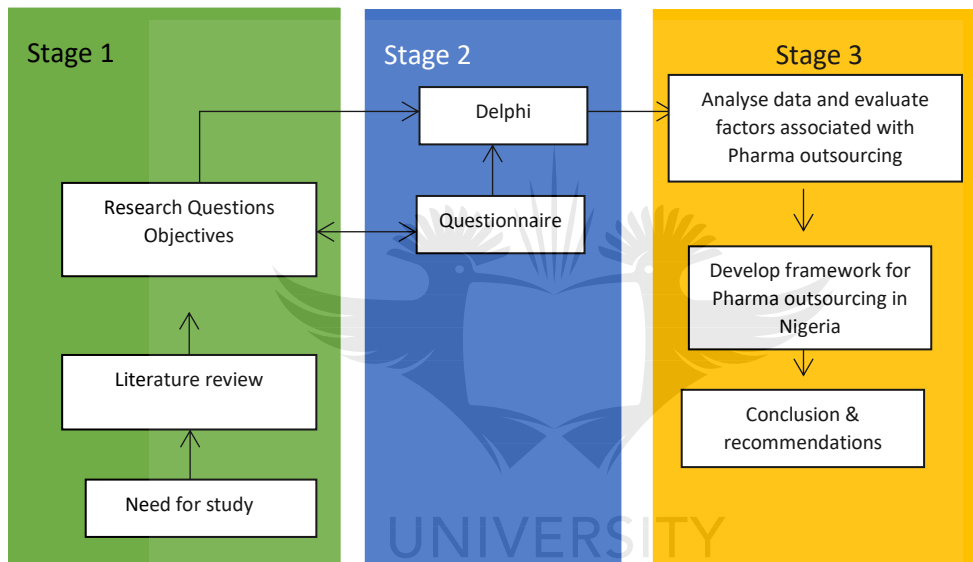 Stage 1
Research Questions
Objectives
Literature review
Need for study
Stage 2
Delphi
Questionnaire
Stage 3
Analyse data and evaluate
factors associated with
Pharma outsourcing
Develop framework for
Pharma outsourcing in
Nigeria
Conclusion &
recommendations
UNIVERSITY